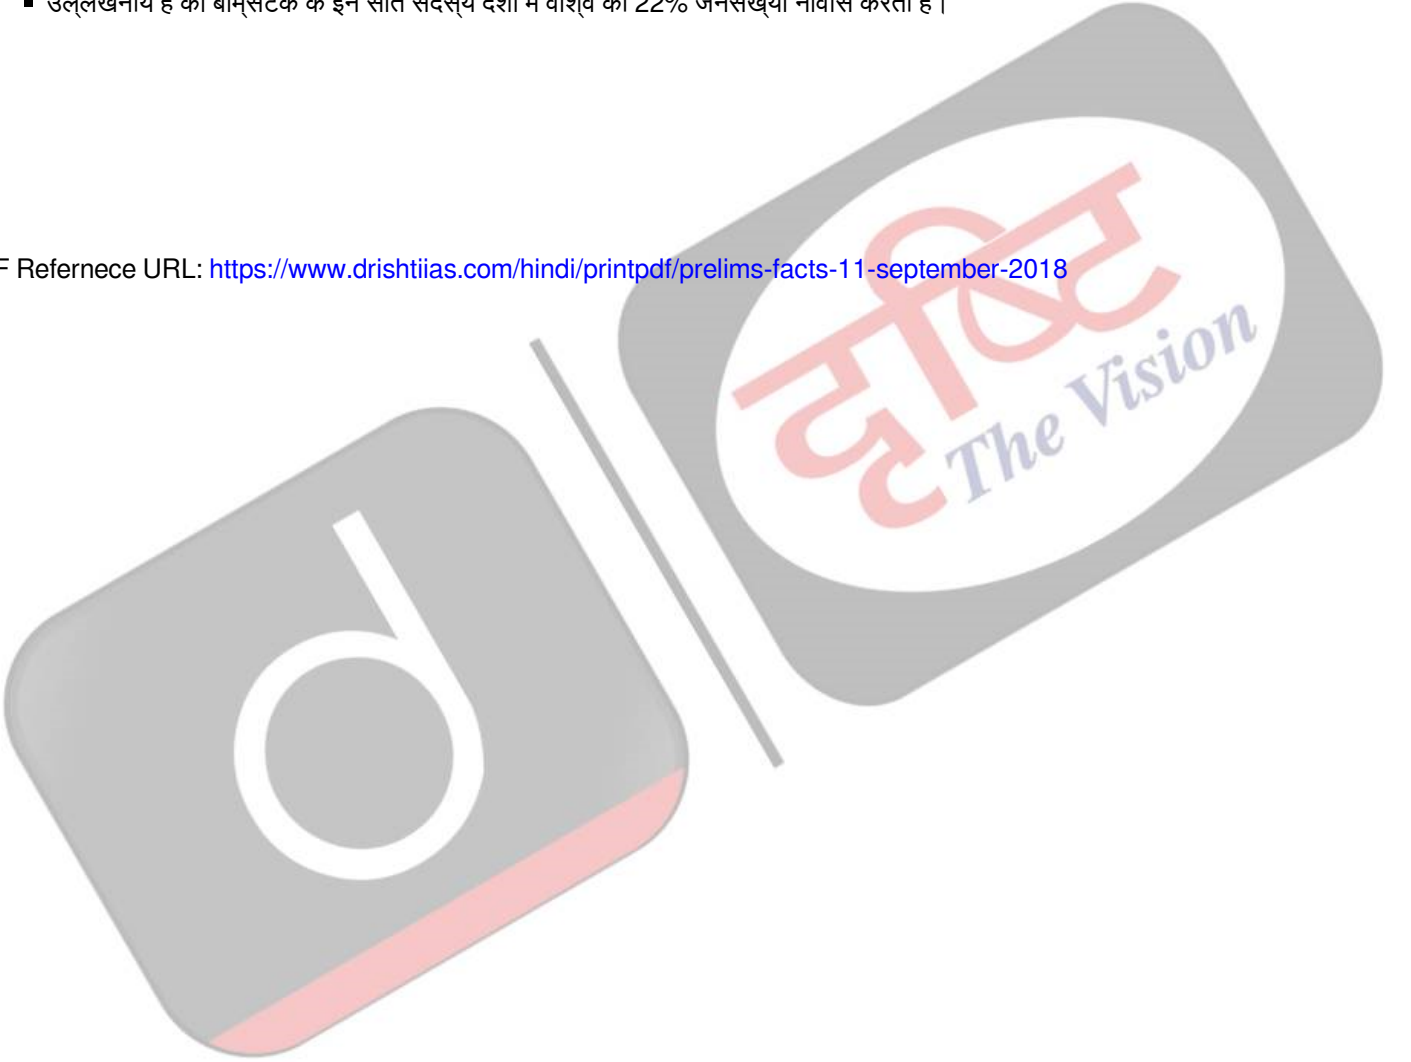 ▪ उल्लेखनीय है कि बिम्सटेक के इन सात सदस्य देशों में विश्व की 22% जनसंख्या निवास करती है।
F Refernece URL: https://www.drishtiias.com/hindi/printpdf/prelims-facts-11-september-2018
दृष्टि
The Vision
d